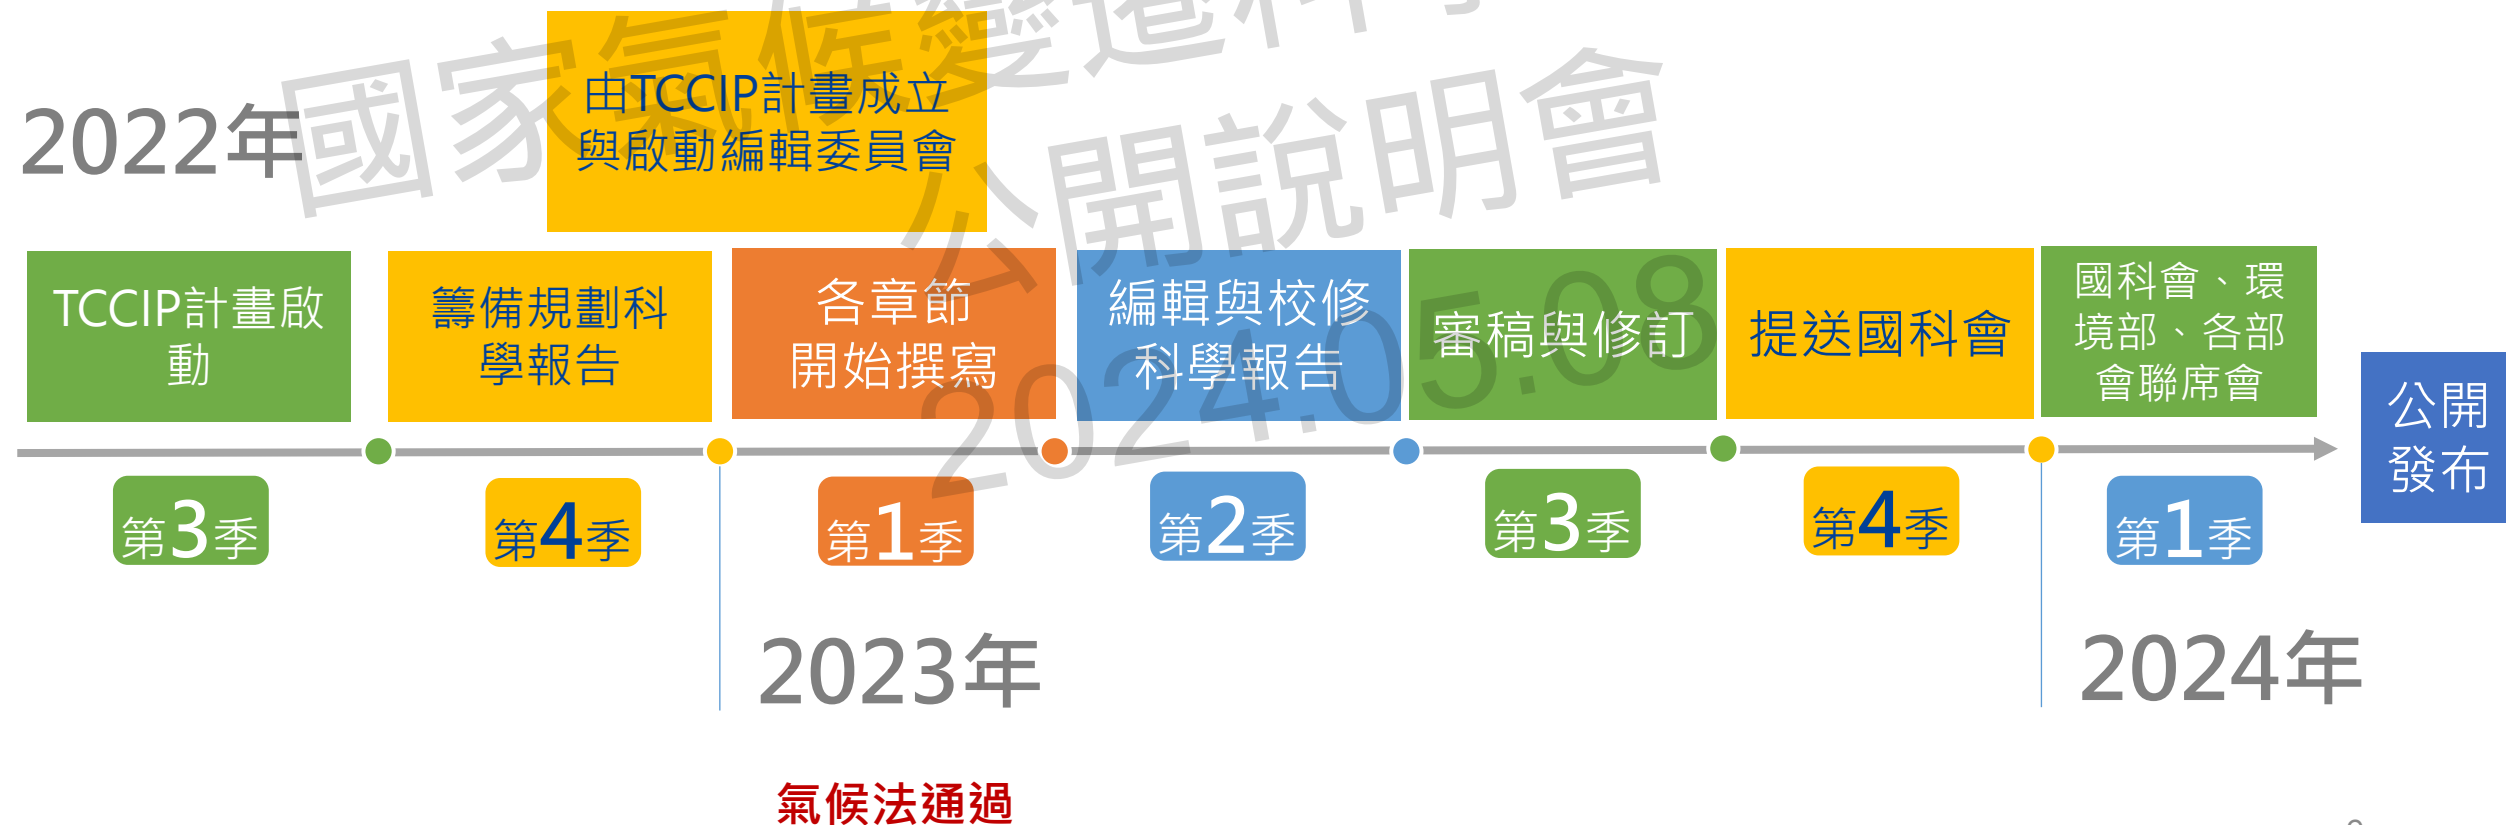 2022年
由TCCIP計畫成立
與啟動編輯委員會
TCCIP計畫啟
動
籌備規劃科
學報告
各章節
開始撰寫
編輯與校修
科學報告
審稿與修訂
提送國科會
國科會、環
境部、各部
會聯席會
公開
發布
第3季
第4季
第1季
第2季
第3季
第4季
第1季
2023年
2024年
氣候法通過
國家氣候變遷科學
公開說明會
2024.05.08